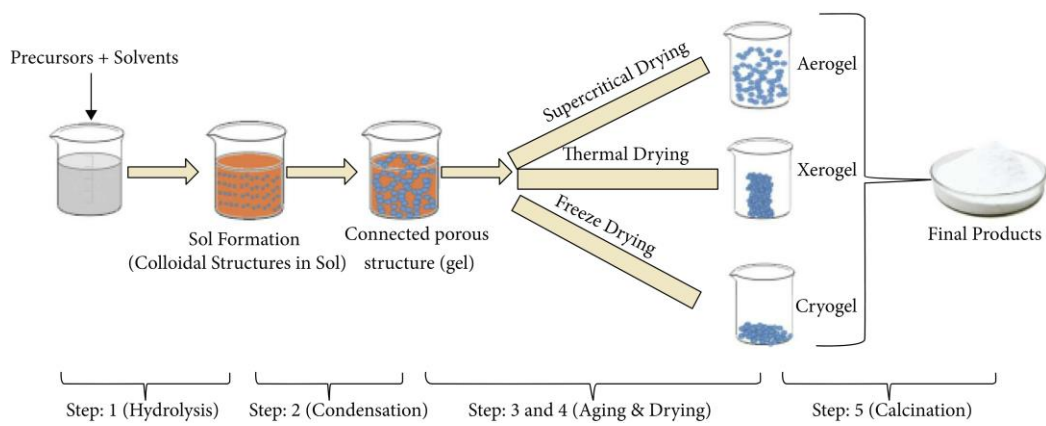 Precursors + Solvents
Sol Formation
(Colloidal Structures in Sol)
Connected porous
structure (gel)
Supercritical Drying
Thermal Drying
Freeze Drying
Aerogel
Xerogel
Cryogel
Final Products
Step: 1 (Hydrolysis)
Step: 2 (Condensation)
Step: 3 and 4 (Aging & Drying)
Step: 5 (Calcination)